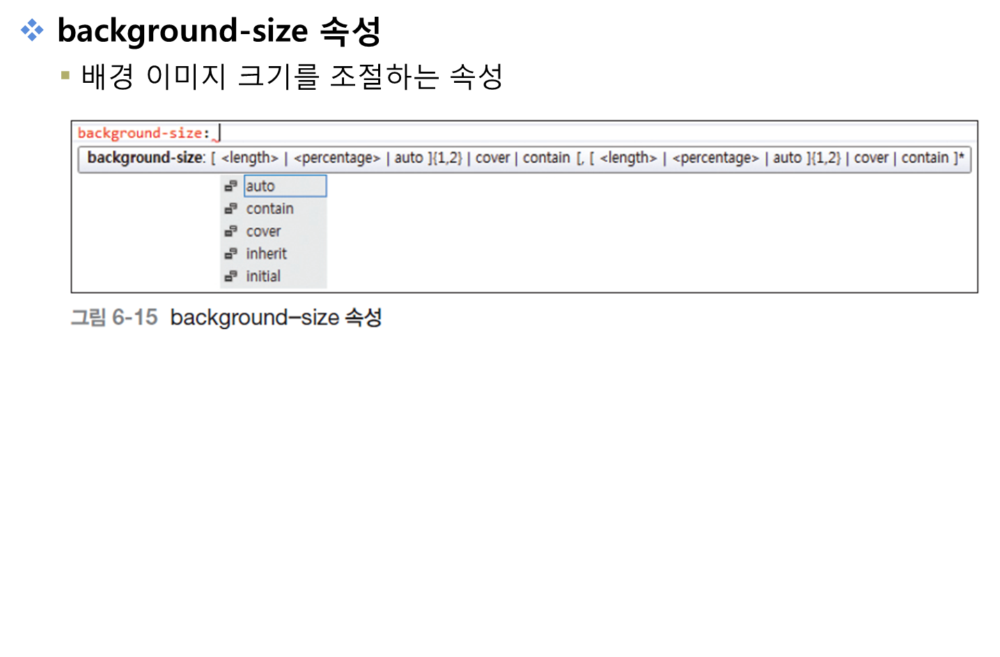 background-size 속성
배경 이미지 크기를 조절하는 속성
background-size:
background-size: [ <length> | <percentage> | auto ]{1,2} | cover | contain [, [ <length> | <percentage> | auto ]{1,2} | cover | contain ]*
auto
contain
cover
inherit
initial
그림 6-15 background-size 속성